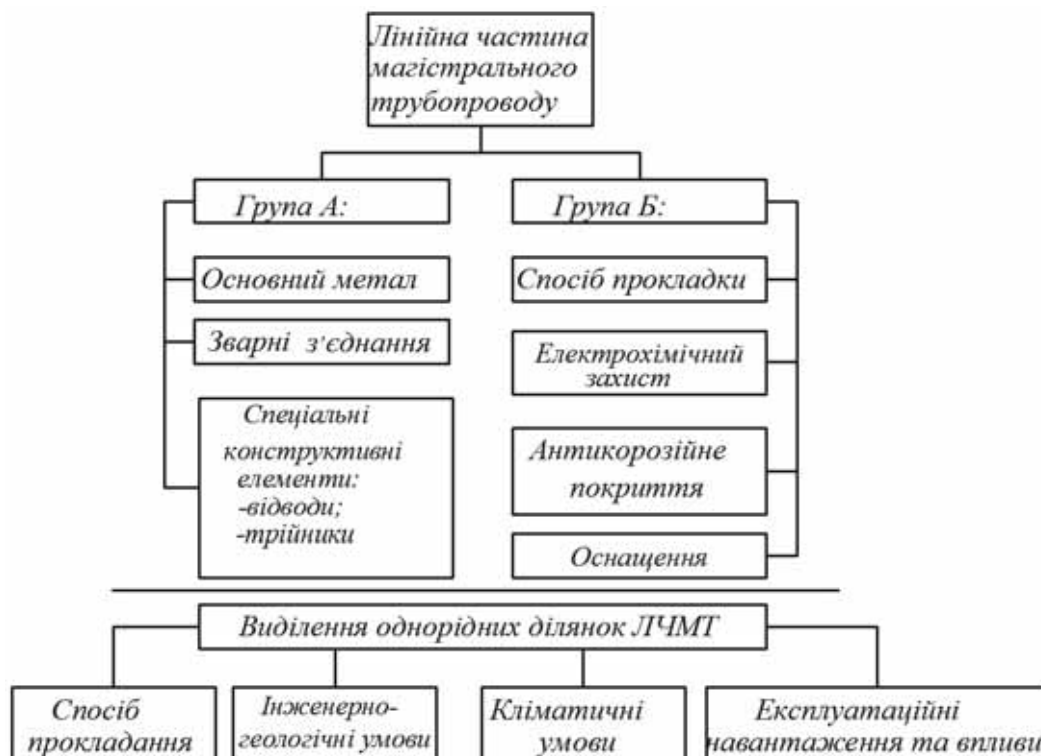 Лінійна частина
магістрального
трубопроводу
Група А:
Група Б:
Основний метал
Спосіб прокладки
Зварні з'єднання
Електрохімічний
захист
Спеціальні
конструктивні
елементи:
-відводи;
-трійники
Антикорозійне
покриття
Оснащення
Виділення однорідних ділянок ЛЧМТ
Спосіб
прокладання
Інженерно-
геологічні умови
Кліматичні
умови
Експлуатаційні
навантаження та впливи